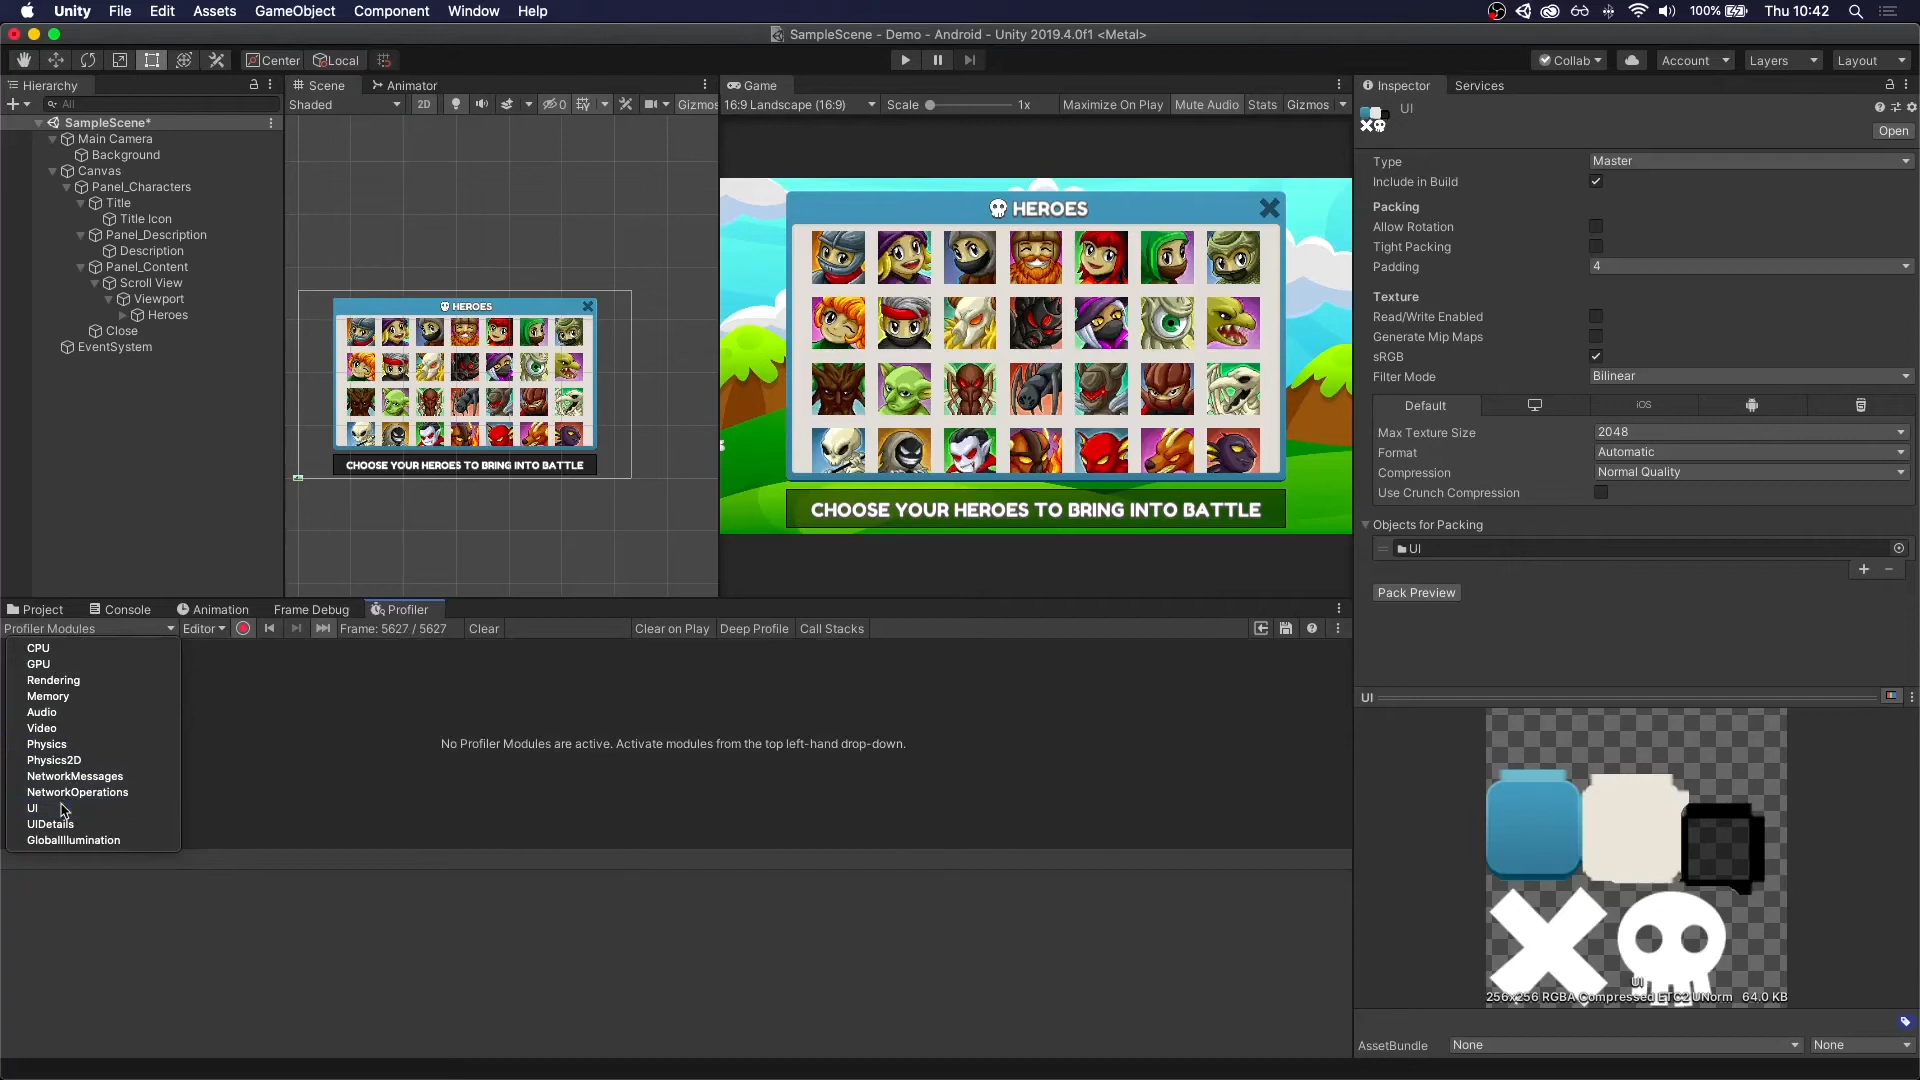 Unity File Edit Assets GameObject Component Window Help 100% Thu 10:42
SampleScene - Demo - Android - Unity 2019.4.0f1 <Metal>
Center Local Collab Account Layers Layout
Hierarchy Scene Animator Game Inspector Services
All Shaded 2D 0 Gizmos 16:9 Landscape (16:9) Scale 1x Maximize On Play Mute Audio Stats Gizmos
SampleScene*
Main Camera
Background
Canvas
Panel_Characters
Title
Title Icon
Panel_Description
Description
Panel_Content
Scroll View
Viewport
Heroes
Close
EventSystem
HEROES
CHOOSE YOUR HEROES TO BRING INTO BATTLE
HEROES
CHOOSE YOUR HEROES TO BRING INTO BATTLE
UI
Open
Type Master
Include in Build
Packing
Allow Rotation
Tight Packing
Padding 4
Texture
Read/Write Enabled
Generate Mip Maps
sRGB
Filter Mode Bilinear
Default iOS
Max Texture Size 2048
Format Automatic
Compression Normal Quality
Use Crunch Compression
Objects for Packing
UI
Pack Preview
Project Console Animation Frame Debug Profiler
Profiler Modules Editor Frame: 5627 / 5627 Clear Clear on Play Deep Profile Call Stacks
CPU
GPU
Rendering
Memory
Audio
Video
Physics
Physics2D
NetworkMessages
NetworkOperations
UI
UIDetails
GlobalIllumination
No Profiler Modules are active. Activate modules from the top left-hand drop-down.
UI
UI
256x256 RGBA Compressed ETC2 UNorm 64.0 KB
AssetBundle None None